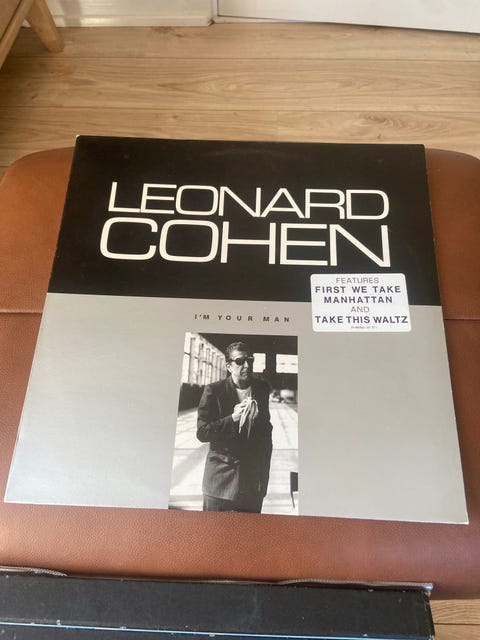 LEONARD
COHEN
FEATURES
FIRST WE TAKE
MANHATTAN
AND
TAKE THIS WALTZ
I'M YOUR MAN